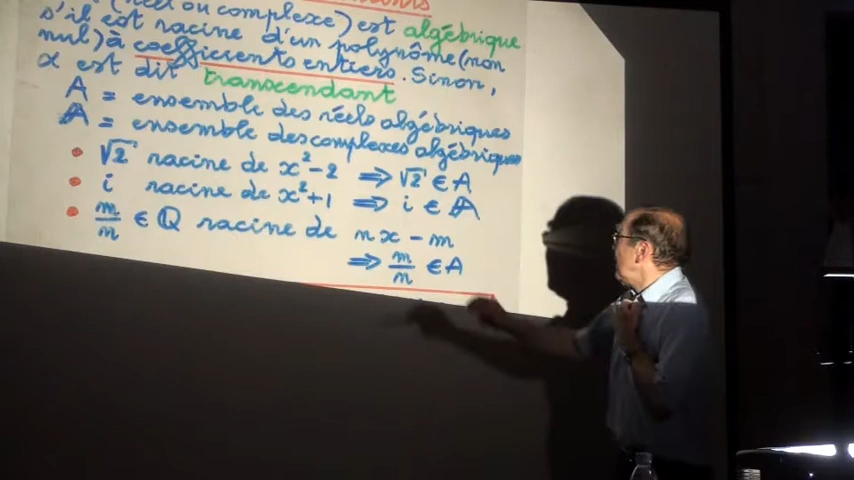 (réel ou complexe) est algébrique
s'il est racine d'un polynôme (non
nul) à coefficients entiers. Sinon,
α est dit transcendant
A = ensemble des réels algébriques
𝔸 = ensemble des complexes algébriques
• √2 racine de x²-2 ⇒ √2 ∈ A
• i racine de x²+1 ⇒ i ∈ 𝔸
• m/n ∈ ℚ racine de nx - m
⇒ m/n ∈ A